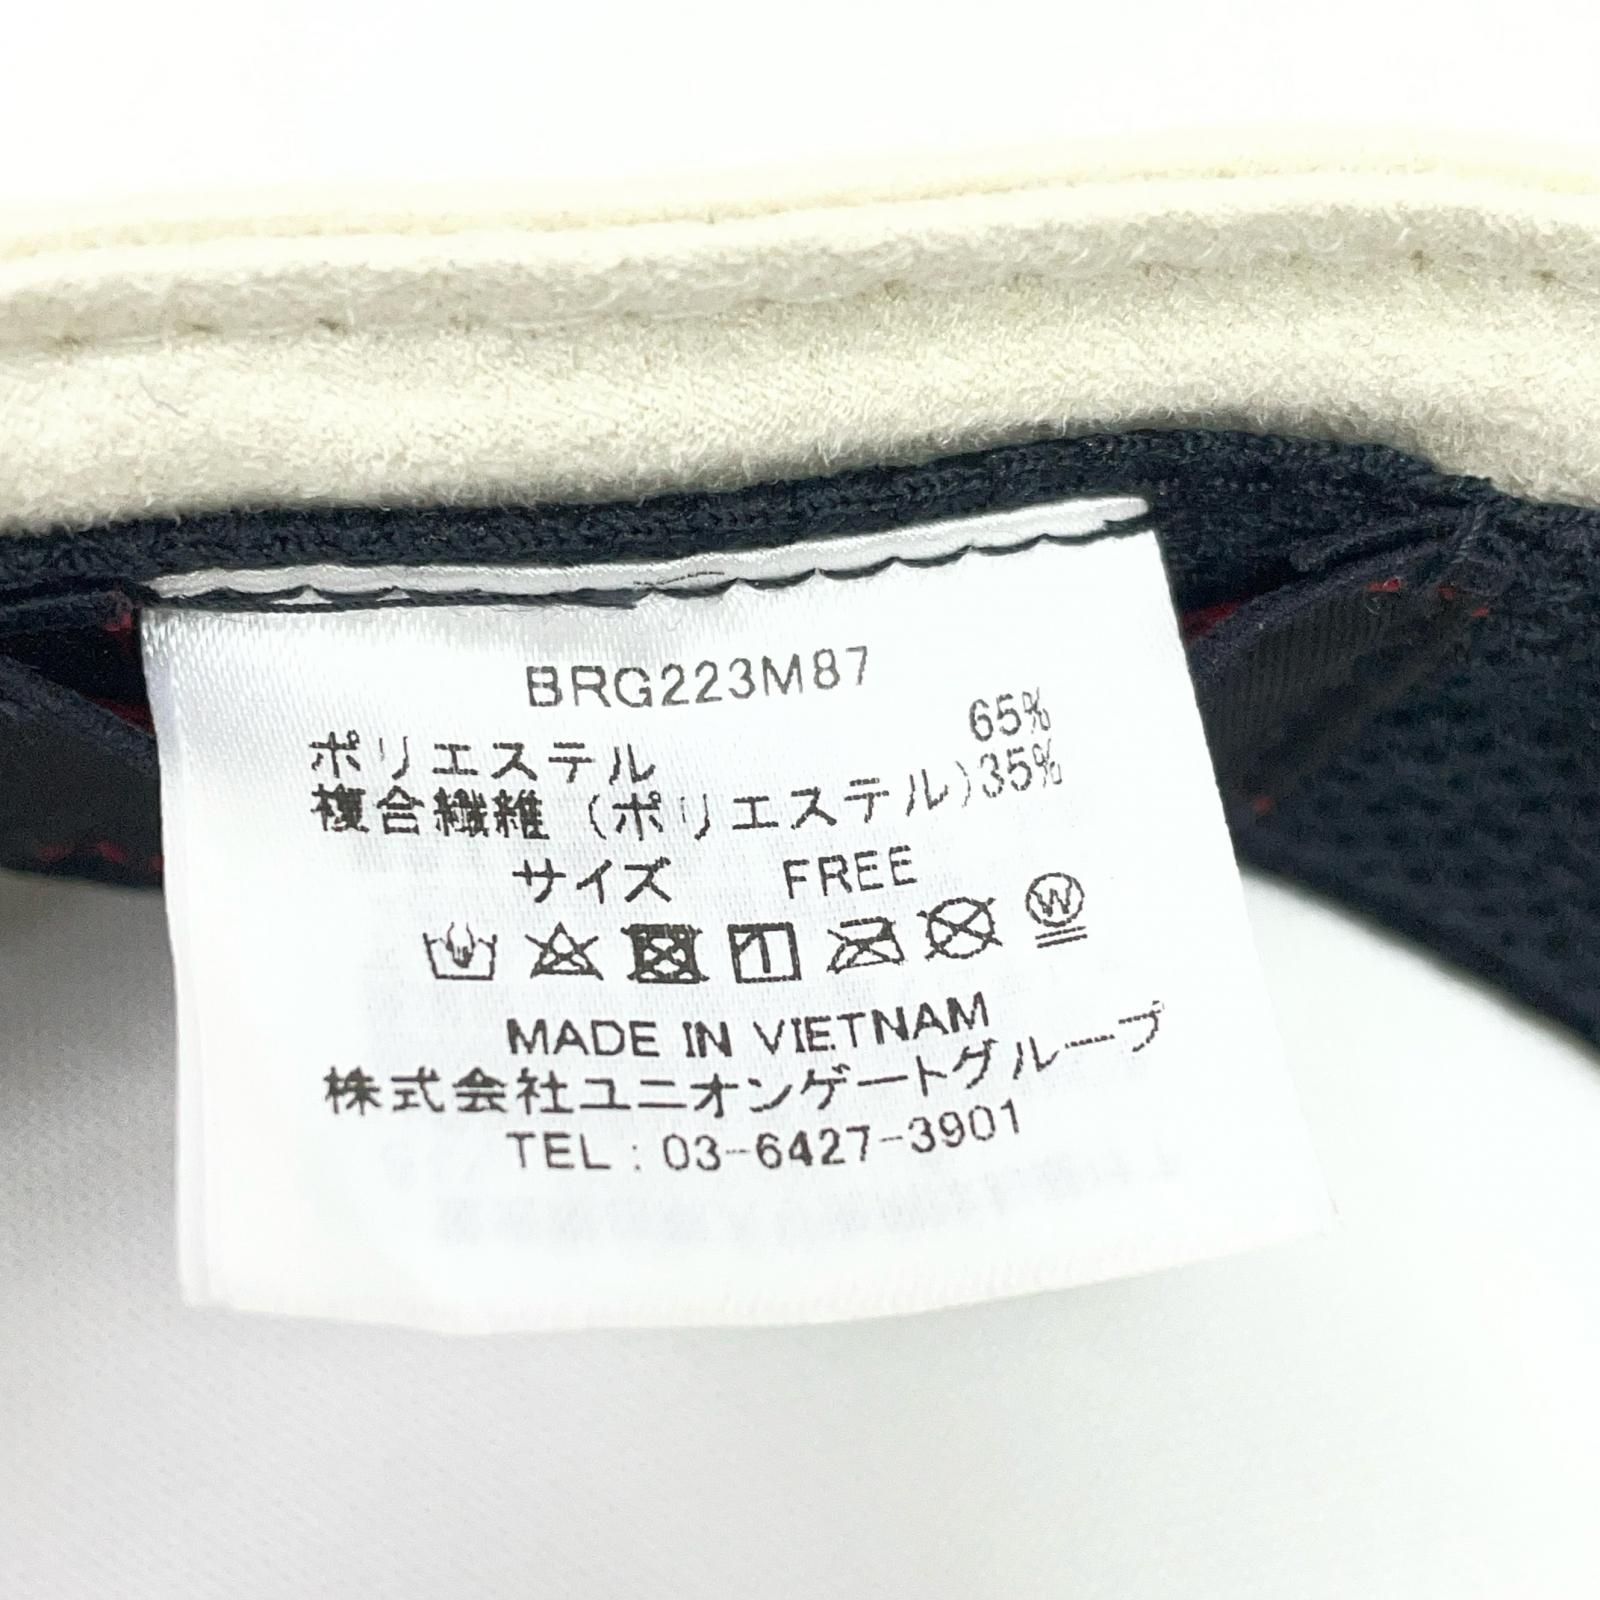 BRG223M87
ポリエステル 65%
複合繊維(ポリエステル)35%
サイズ FREE
W
MADE IN VIETNAM
株式会社ユニオンゲートグループ
TEL:03-6427-3901